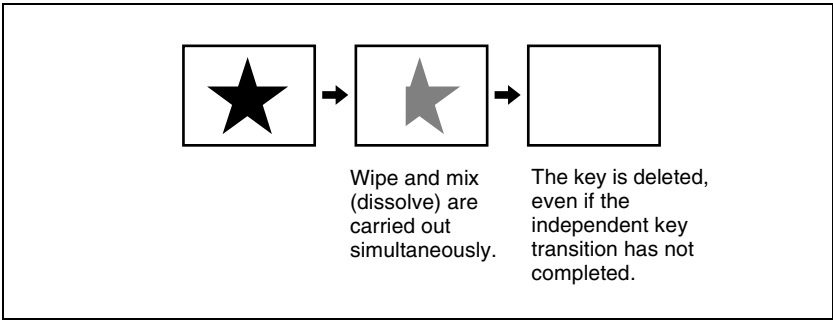 Wipe and mix
(dissolve) are
carried out
simultaneously.
The key is deleted,
even if the
independent key
transition has not
completed.